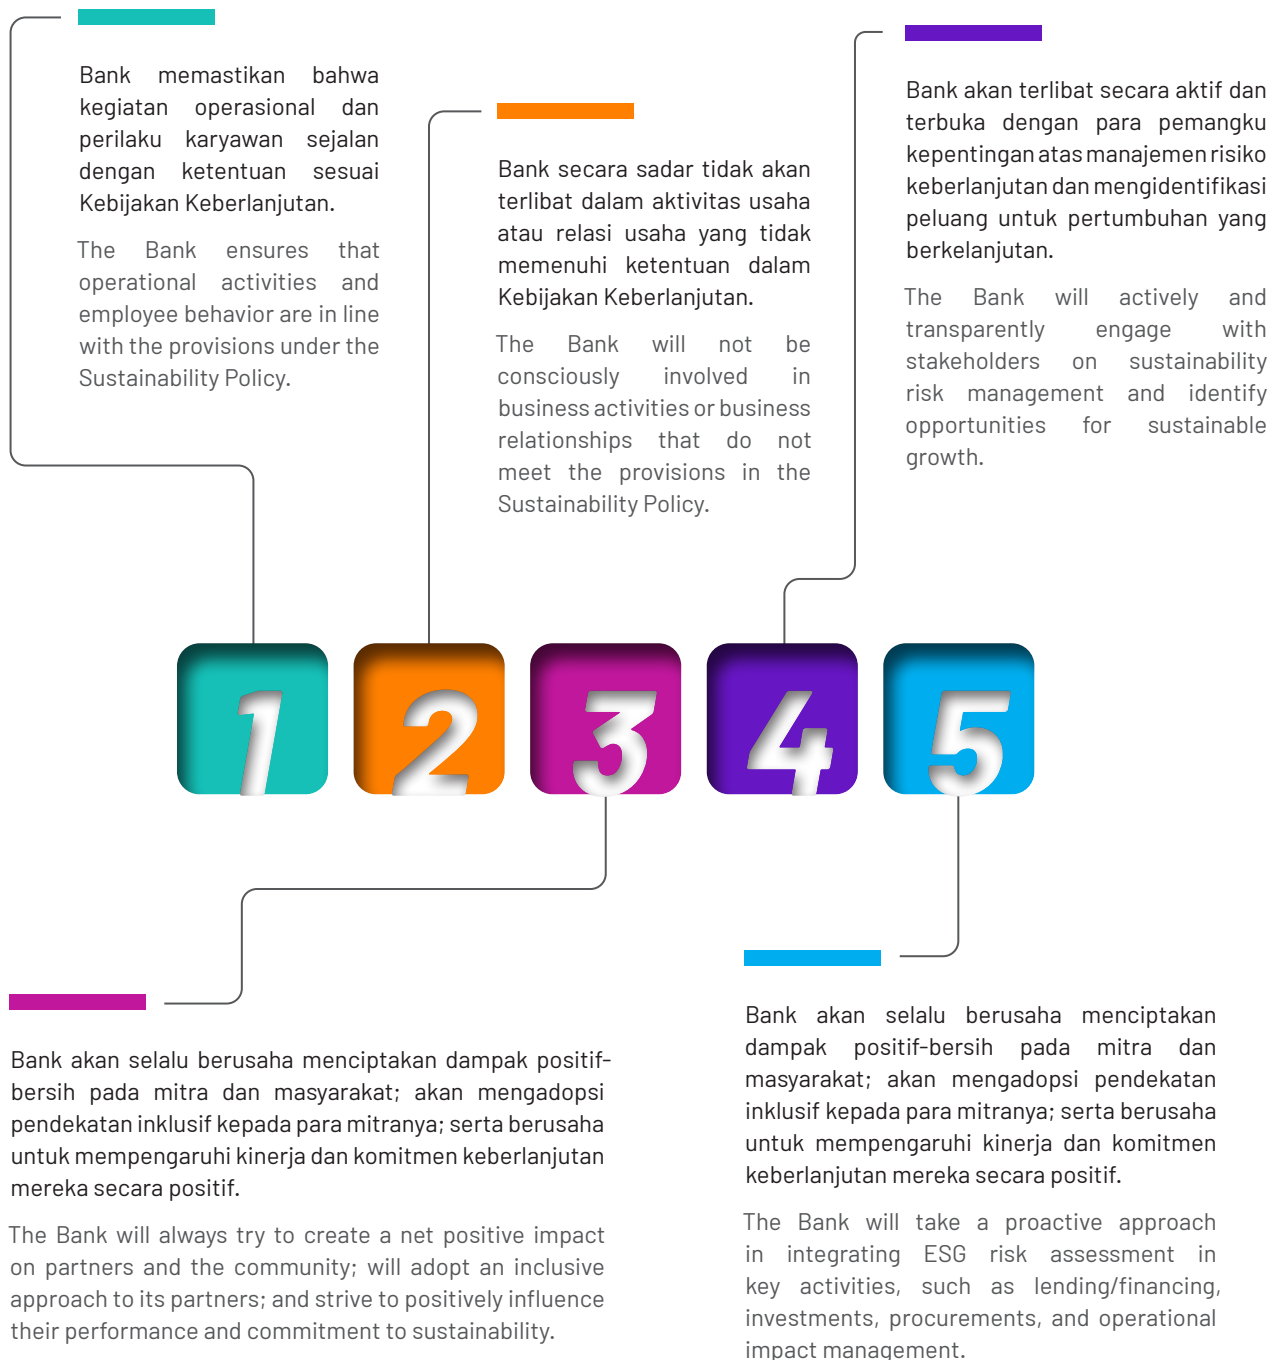 Bank memastikan bahwa
kegiatan operasional dan
perilaku karyawan sejalan
dengan ketentuan sesuai
Kebijakan Keberlanjutan.
The Bank ensures that
operational activities and
employee behavior are in line
with the provisions under the
Sustainability Policy.
Bank secara sadar tidak akan
terlibat dalam aktivitas usaha
atau relasi usaha yang tidak
memenuhi ketentuan dalam
Kebijakan Keberlanjutan.
The Bank will not be
consciously involved in
business activities or business
relationships that do not
meet the provisions in the
Sustainability Policy.
Bank akan terlibat secara aktif dan
terbuka dengan para pemangku
kepentingan atas manajemen risiko
keberlanjutan dan mengidentifikasi
peluang untuk pertumbuhan yang
berkelanjutan.
The Bank will actively and
transparently engage with
stakeholders on sustainability
risk management and identify
opportunities for sustainable
growth.
1 2 3 4 5
Bank akan selalu berusaha menciptakan dampak positif-
bersih pada mitra dan masyarakat; akan mengadopsi
pendekatan inklusif kepada para mitranya; serta berusaha
untuk mempengaruhi kinerja dan komitmen keberlanjutan
mereka secara positif.
The Bank will always try to create a net positive impact
on partners and the community; will adopt an inclusive
approach to its partners; and strive to positively influence
their performance and commitment to sustainability.
Bank akan selalu berusaha menciptakan
dampak positif-bersih pada mitra dan
masyarakat; akan mengadopsi pendekatan
inklusif kepada para mitranya; serta berusaha
untuk mempengaruhi kinerja dan komitmen
keberlanjutan mereka secara positif.
The Bank will take a proactive approach
in integrating ESG risk assessment in
key activities, such as lending/financing,
investments, procurements, and operational
impact management.